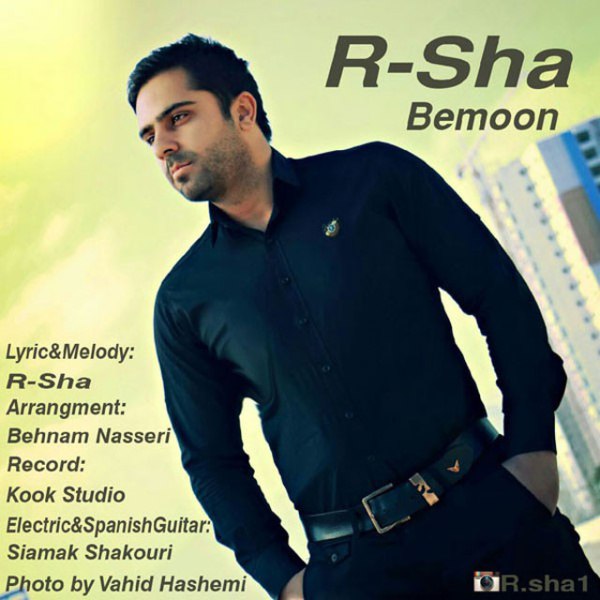 R-Sha
Bemoon
Lyric&Melody:
R-Sha
Arrangment:
Behnam Nasseri
Record:
Kook Studio
Electric&SpanishGuitar:
Siamak Shakouri
Photo by Vahid Hashemi
R.sha1